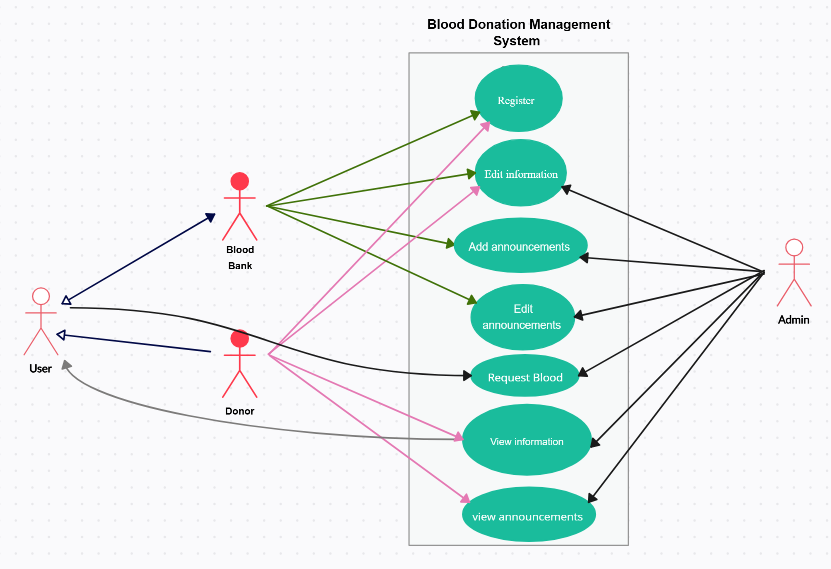 Blood Donation Management
System
Register
Edit information
Blood
Bank
Add announcements
Edit
announcements
Admin
User
Request Blood
Donor
View information
view announcements